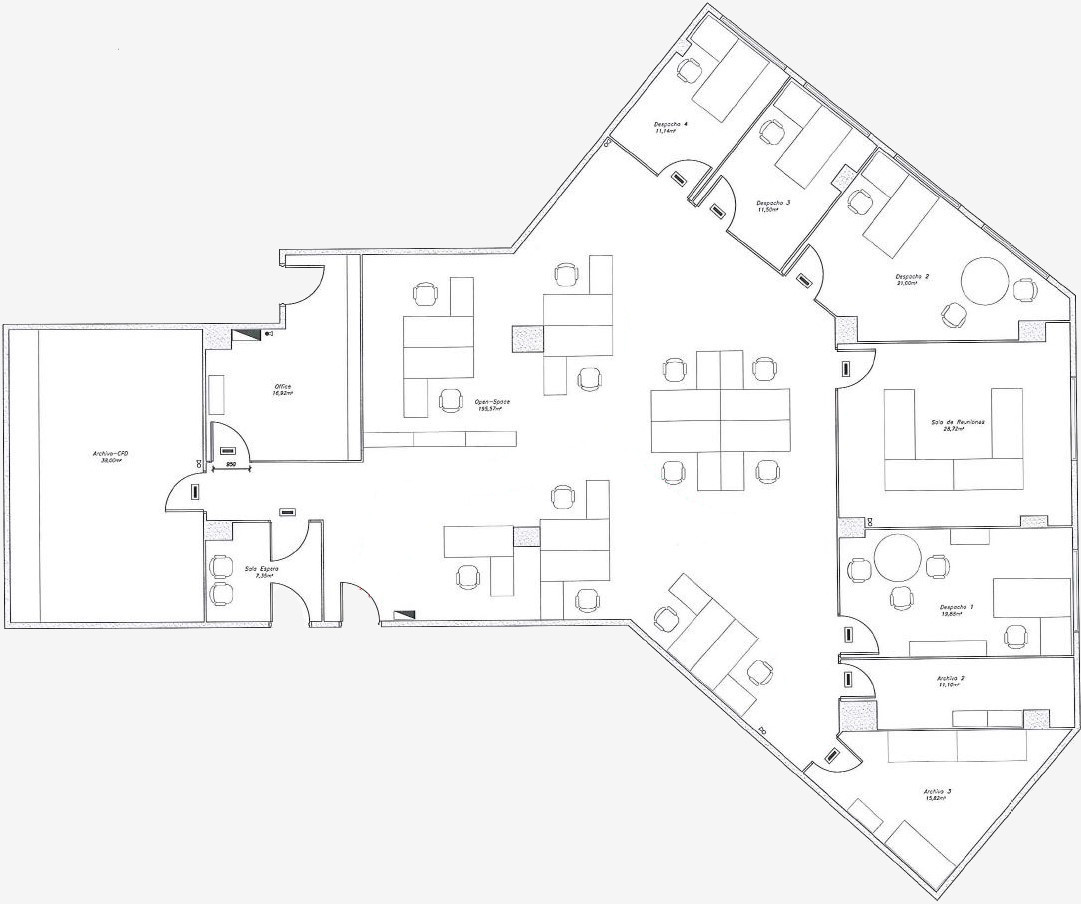 Despacho 4
11,14m²
Despacho 3
11,50m²
Despacho 2
21,00m²
Office
16,92m²
Open-Space
195,57m²
Sala de Reuniones
28,72m²
Archivo-CPD
39,00m²
950
Sala Espera
7,35m²
Despacho 1
19,65m²
Archivo 2
11,10m²
Archivo 3
15,82m²